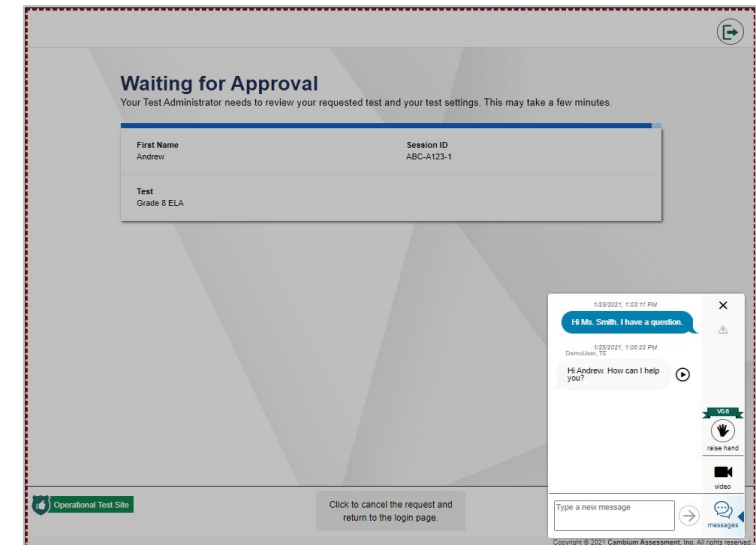 Waiting for Approval
Your Test Administrator needs to review your requested test and your test settings. This may take a few minutes.
First Name
Andrew
Session ID
ABC-A123-1
Test
Grade 8 ELA
1/25/2021, 1:03:11 PM
Hi Ms. Smith. I have a question.
1/25/2021, 1:05:22 PM
DemoUser, TE
Hi Andrew. How can I help
you?
V0.6
raise hand
video
Type a new message
messages
Operational Test Site
Click to cancel the request and
return to the login page.
Copyright © 2021 Cambium Assessment, Inc. All rights reserved